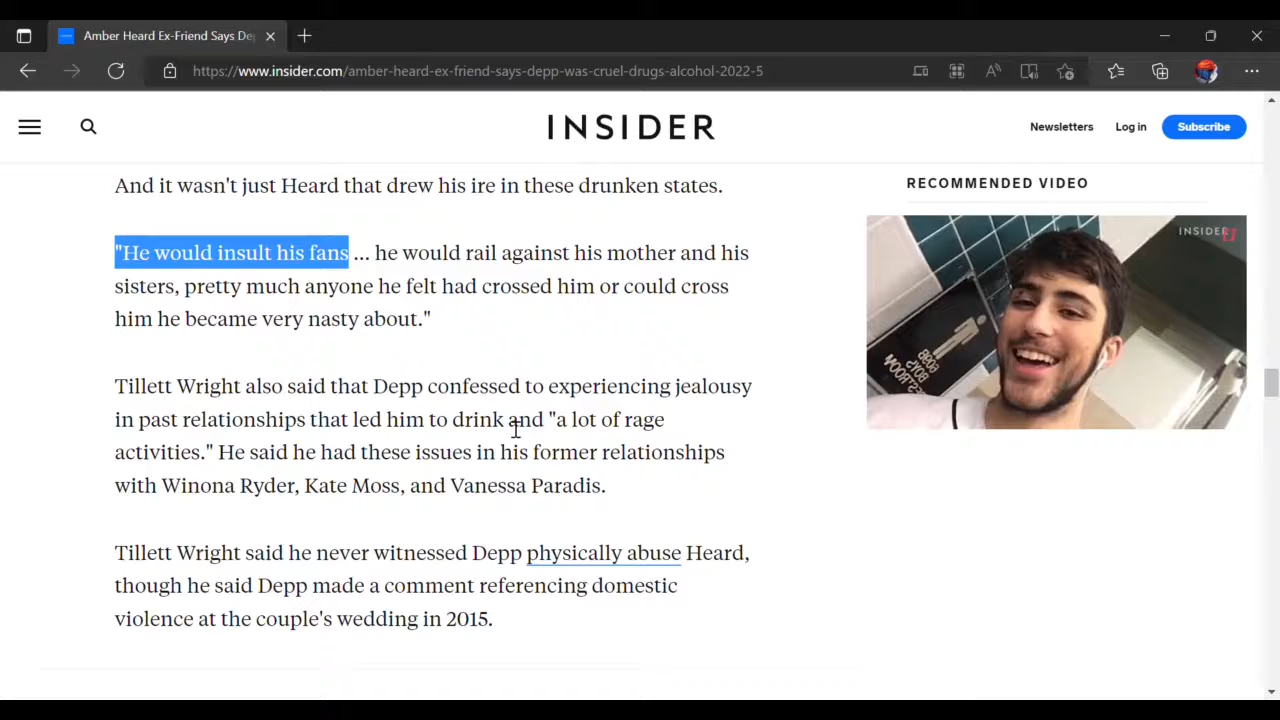 Amber Heard Ex-Friend Says Dep
https://www.insider.com/amber-heard-ex-friend-says-depp-was-cruel-drugs-alcohol-2022-5
INSIDER
Newsletters
Log in
Subscribe
And it wasn't just Heard that drew his ire in these drunken states.
"He would insult his fans ... he would rail against his mother and his
sisters, pretty much anyone he felt had crossed him or could cross
him he became very nasty about."
Tillett Wright also said that Depp confessed to experiencing jealousy
in past relationships that led him to drink and "a lot of rage
activities." He said he had these issues in his former relationships
with Winona Ryder, Kate Moss, and Vanessa Paradis.
Tillett Wright said he never witnessed Depp physically abuse Heard,
though he said Depp made a comment referencing domestic
violence at the couple's wedding in 2015.
RECOMMENDED VIDEO
INSIDER
BOYS